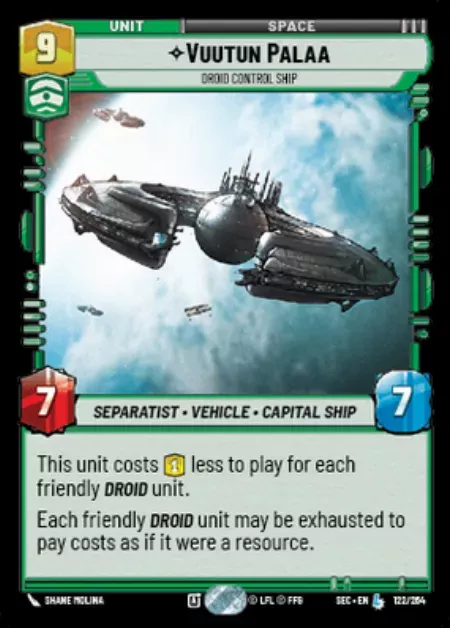 UNIT
SPACE
9
VUUTUN PALAA
DROID CONTROL SHIP
7
SEPARATIST • VEHICLE • CAPITAL SHIP
7
This unit costs 1 less to play for each
friendly DROID unit.
Each friendly DROID unit may be exhausted to
pay costs as if it were a resource.
SHANE MOLINA
© LFL © FFG
SEC • EN
122/264